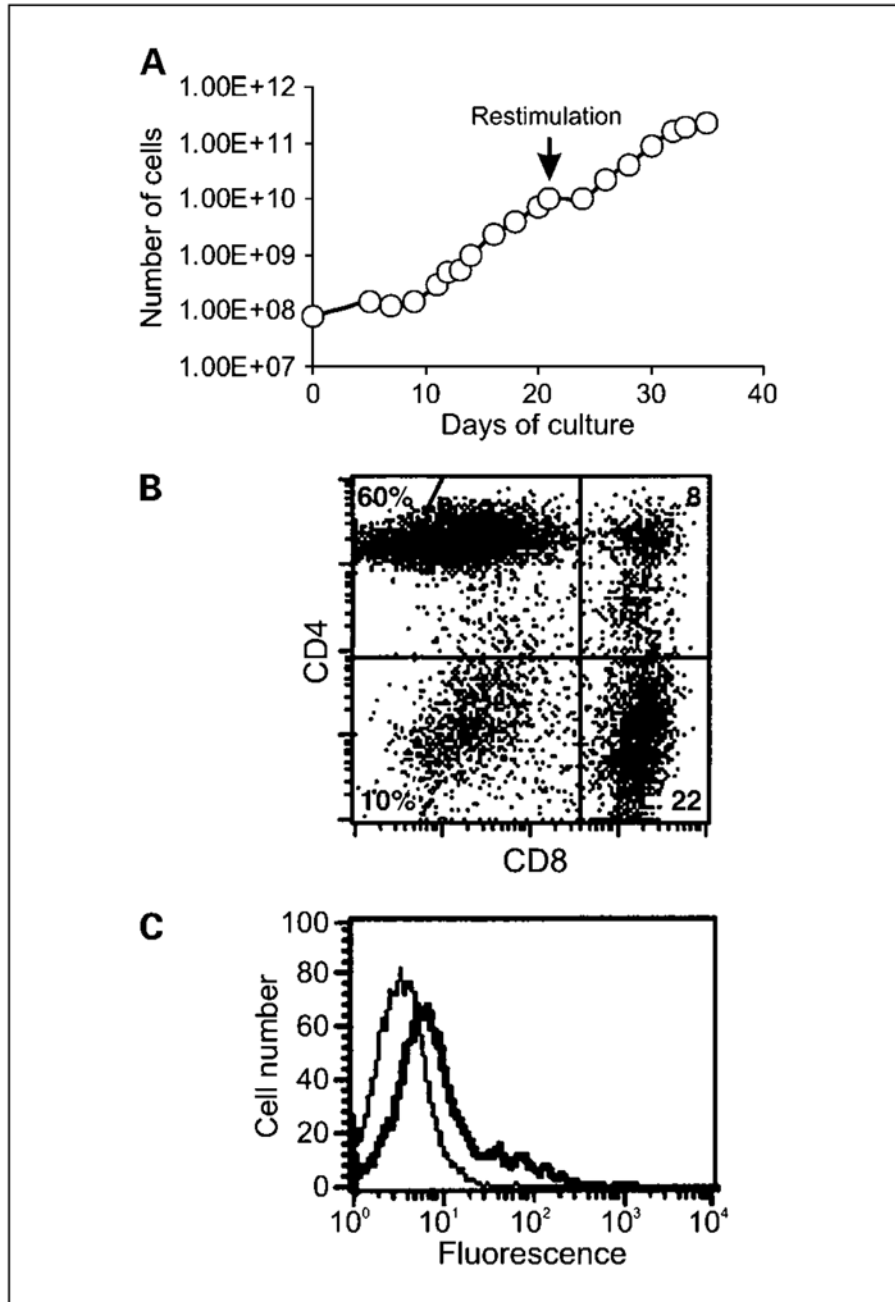 A
1.00E+12
1.00E+11
1.00E+10
1.00E+09
1.00E+08
1.00E+07
Number of cells
Restimulation
0 10 20 30 40
Days of culture
B
60% 8
10% 22
CD4
CD8
C
100
80
60
40
20
0
Cell number
10⁰ 10¹ 10² 10³ 10⁴
Fluorescence